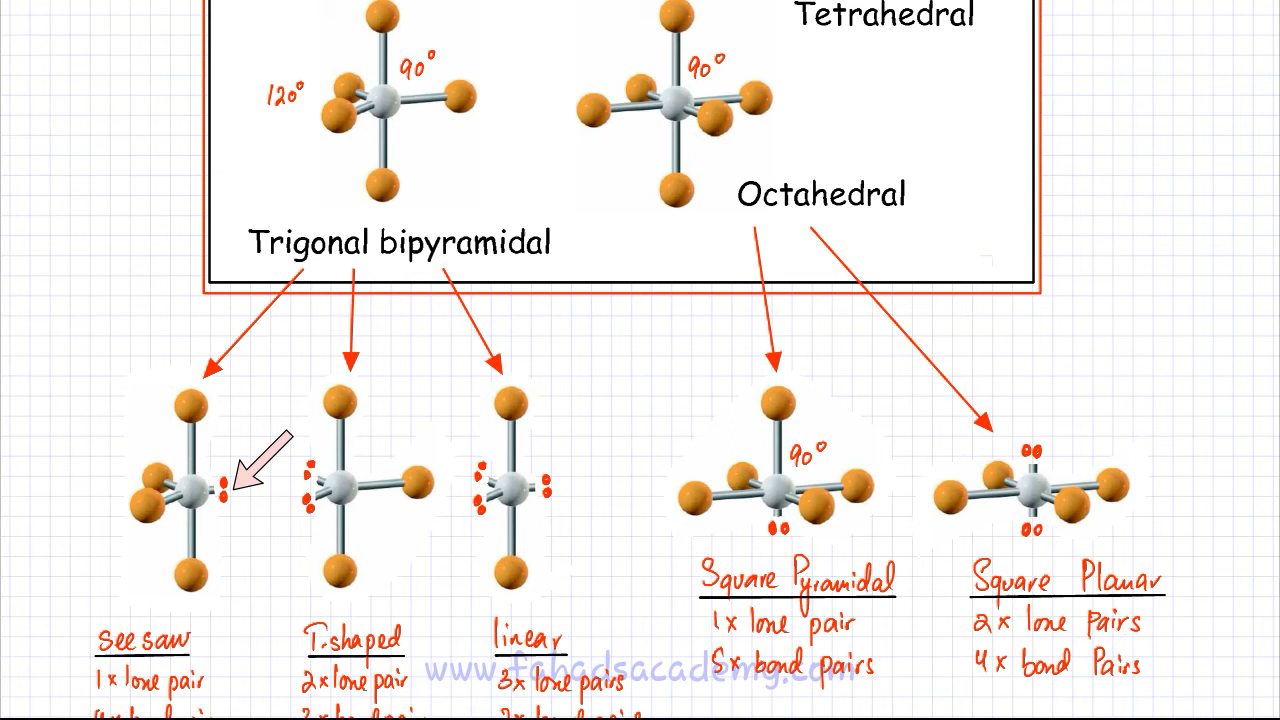 Tetrahedral
90°
120°
90°
Octahedral
Trigonal bipyramidal
90°
Square Pyramidal
1x lone pair
5x bond pairs
Square Planar
2x lone Pairs
4x bond Pairs
see saw
1x lone pair
T.shaped
2x lone pair
linear
3x lone pairs
www.fahadsacademy.com